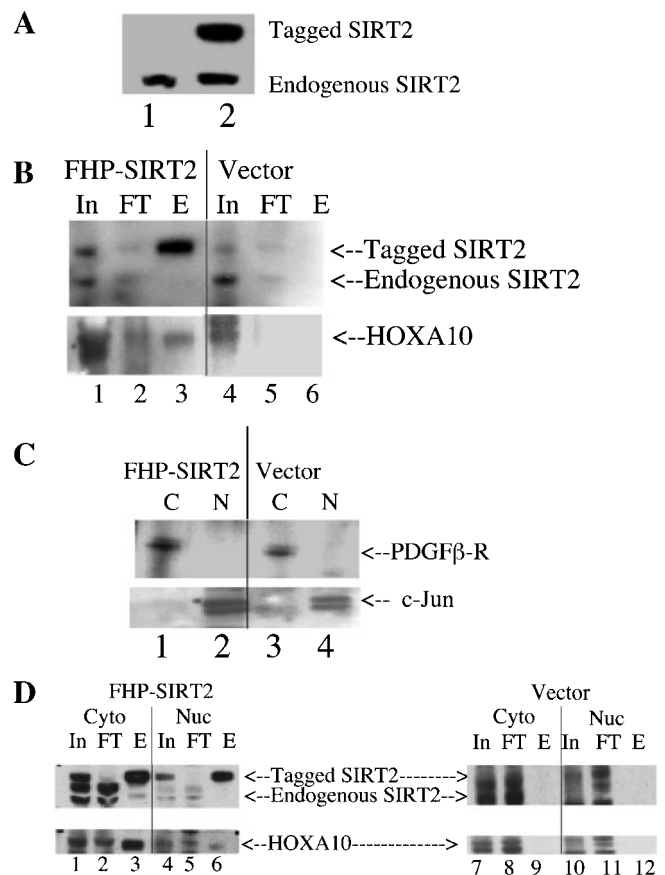 A
Tagged SIRT2
Endogenous SIRT2
1 2
B
FHP-SIRT2 Vector
In FT E In FT E
<--Tagged SIRT2
<--Endogenous SIRT2
<--HOXA10
1 2 3 4 5 6
C
FHP-SIRT2 Vector
C N C N
<--PDGFβ-R
<-- c-Jun
1 2 3 4
D
FHP-SIRT2 Vector
Cyto Nuc Cyto Nuc
In FT E In FT E In FT E In FT E
<--Tagged SIRT2-------->
<--Endogenous SIRT2-->
<--HOXA10------------->
1 2 3 4 5 6 7 8 9 10 11 12